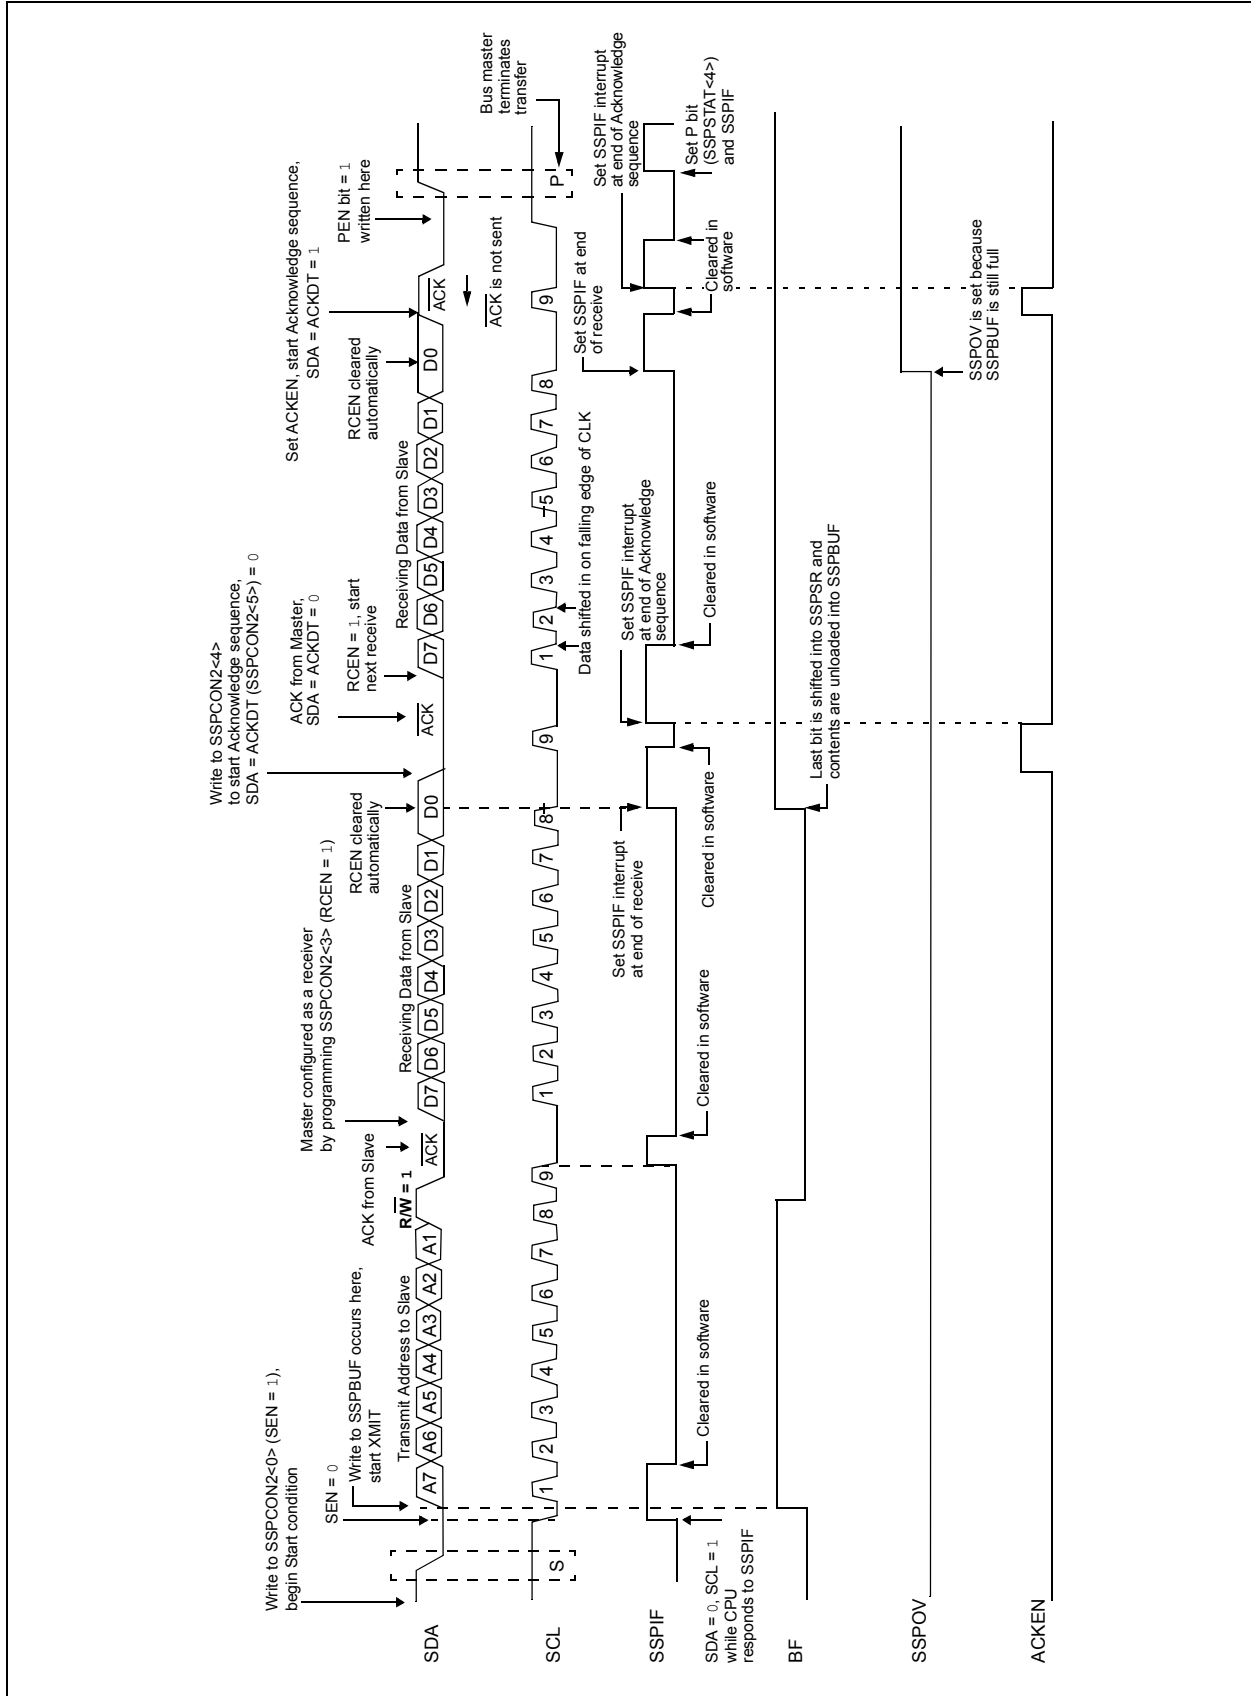 Write to SSPCON2<0> (SEN = 1),
begin Start condition
SEN = 0
Write to SSPBUF occurs here,
start XMIT
Transmit Address to Slave
R/W = 1
ACK from Slave
Master configured as a receiver
by programming SSPCON2<3> (RCEN = 1)
Receiving Data from Slave
RCEN cleared
automatically
Write to SSPCON2<4>
to start Acknowledge sequence,
SDA = ACKDT (SSPCON2<5>) = 0
ACK from Master,
SDA = ACKDT = 0
RCEN = 1, start
next receive
Receiving Data from Slave
RCEN cleared
automatically
Set ACKEN, start Acknowledge sequence,
SDA = ACKDT = 1
PEN bit = 1
written here
SDA
A7 A6 A5 A4 A3 A2 A1 ACK D7 D6 D5 D4 D3 D2 D1 D0 ACK D7 D6 D5 D4 D3 D2 D1 D0 ACK
ACK is not sent
Bus master
terminates
transfer
SCL
S 1 2 3 4 5 6 7 8 9 1 2 3 4 5 6 7 8 9 1 2 3 4 5 6 7 8 9 P
Data shifted in on falling edge of CLK
SSPIF
SDA = 0, SCL = 1
while CPU
responds to SSPIF
Cleared in software
Cleared in software
Set SSPIF interrupt
at end of receive
Cleared in software
Set SSPIF interrupt
at end of Acknowledge
sequence
Cleared in software
Set SSPIF at end
of receive
Cleared in
software
Set SSPIF interrupt
at end of Acknowledge
sequence
Set P bit
(SSPSTAT<4>)
and SSPIF
BF
Last bit is shifted into SSPSR and
contents are unloaded into SSPBUF
SSPOV
SSPOV is set because
SSPBUF is still full
ACKEN